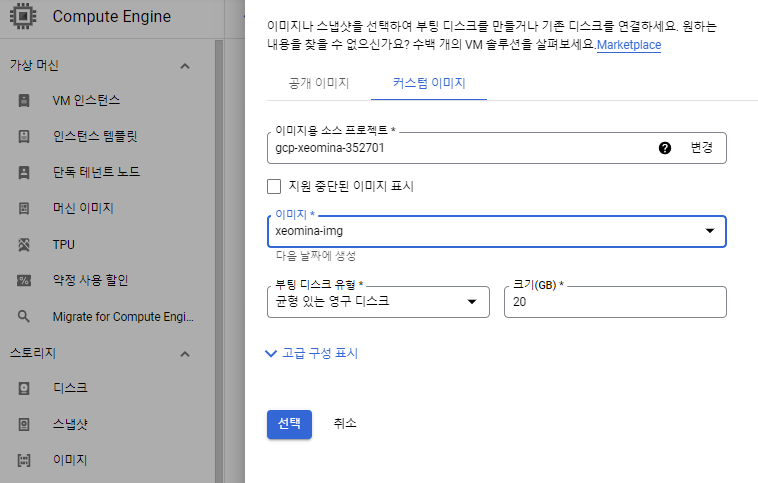 Compute Engine
가상 머신
VM 인스턴스
인스턴스 템플릿
단독 테넌트 노드
머신 이미지
TPU
약정 사용 할인
Migrate for Compute Engi...
스토리지
디스크
스냅샷
이미지
이미지나 스냅샷을 선택하여 부팅 디스크를 만들거나 기존 디스크를 연결하세요. 원하는
내용을 찾을 수 없으신가요? 수백 개의 VM 솔루션을 살펴보세요.Marketplace
공개 이미지
커스텀 이미지
이미지용 소스 프로젝트 *
gcp-xeomina-352701
변경
지원 중단된 이미지 표시
이미지 *
xeomina-img
다음 날짜에 생성
부팅 디스크 유형 *
균형 있는 영구 디스크
크기(GB) *
20
고급 구성 표시
선택
취소